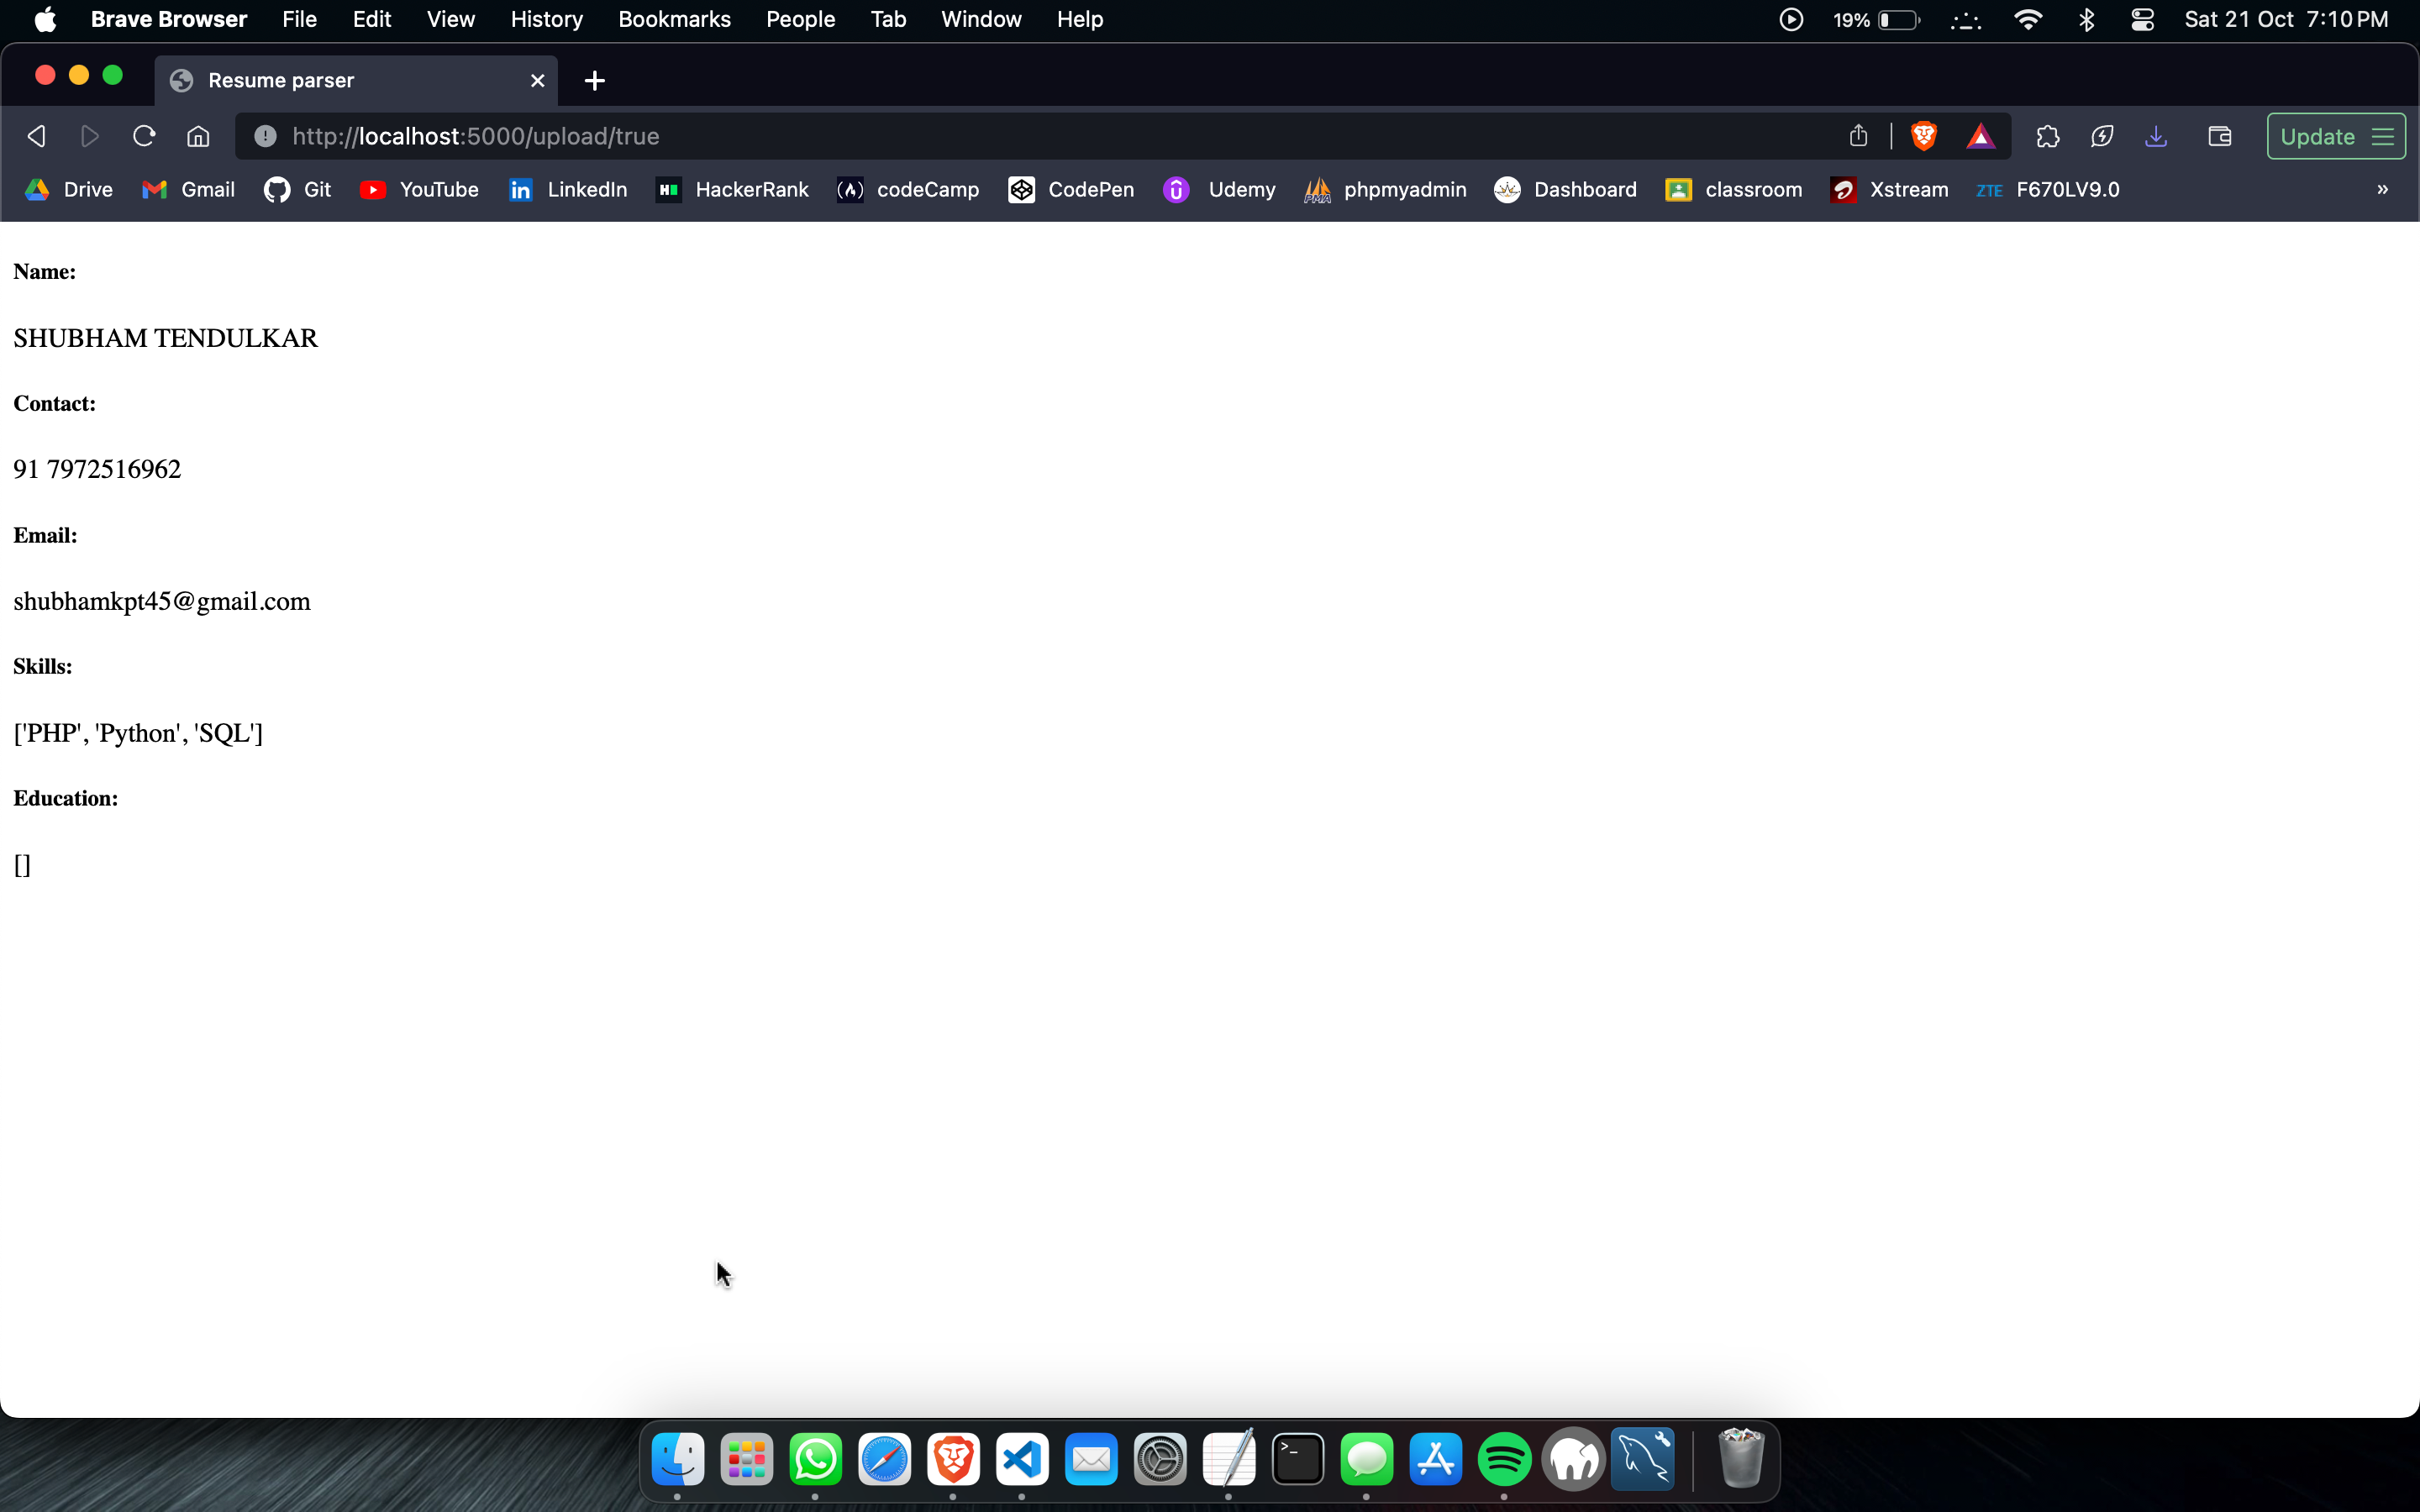 Brave Browser File Edit View History Bookmarks People Tab Window Help 19% Sat 21 Oct 7:10 PM
Resume parser
http://localhost:5000/upload/true Update
Drive Gmail Git YouTube in LinkedIn H HackerRank codeCamp CodePen Udemy PMA phpmyadmin Dashboard classroom Xstream ZTE F670LV9.0 »
Name:
SHUBHAM TENDULKAR
Contact:
91 7972516962
Email:
shubhamkpt45@gmail.com
Skills:
['PHP', 'Python', 'SQL']
Education:
[]